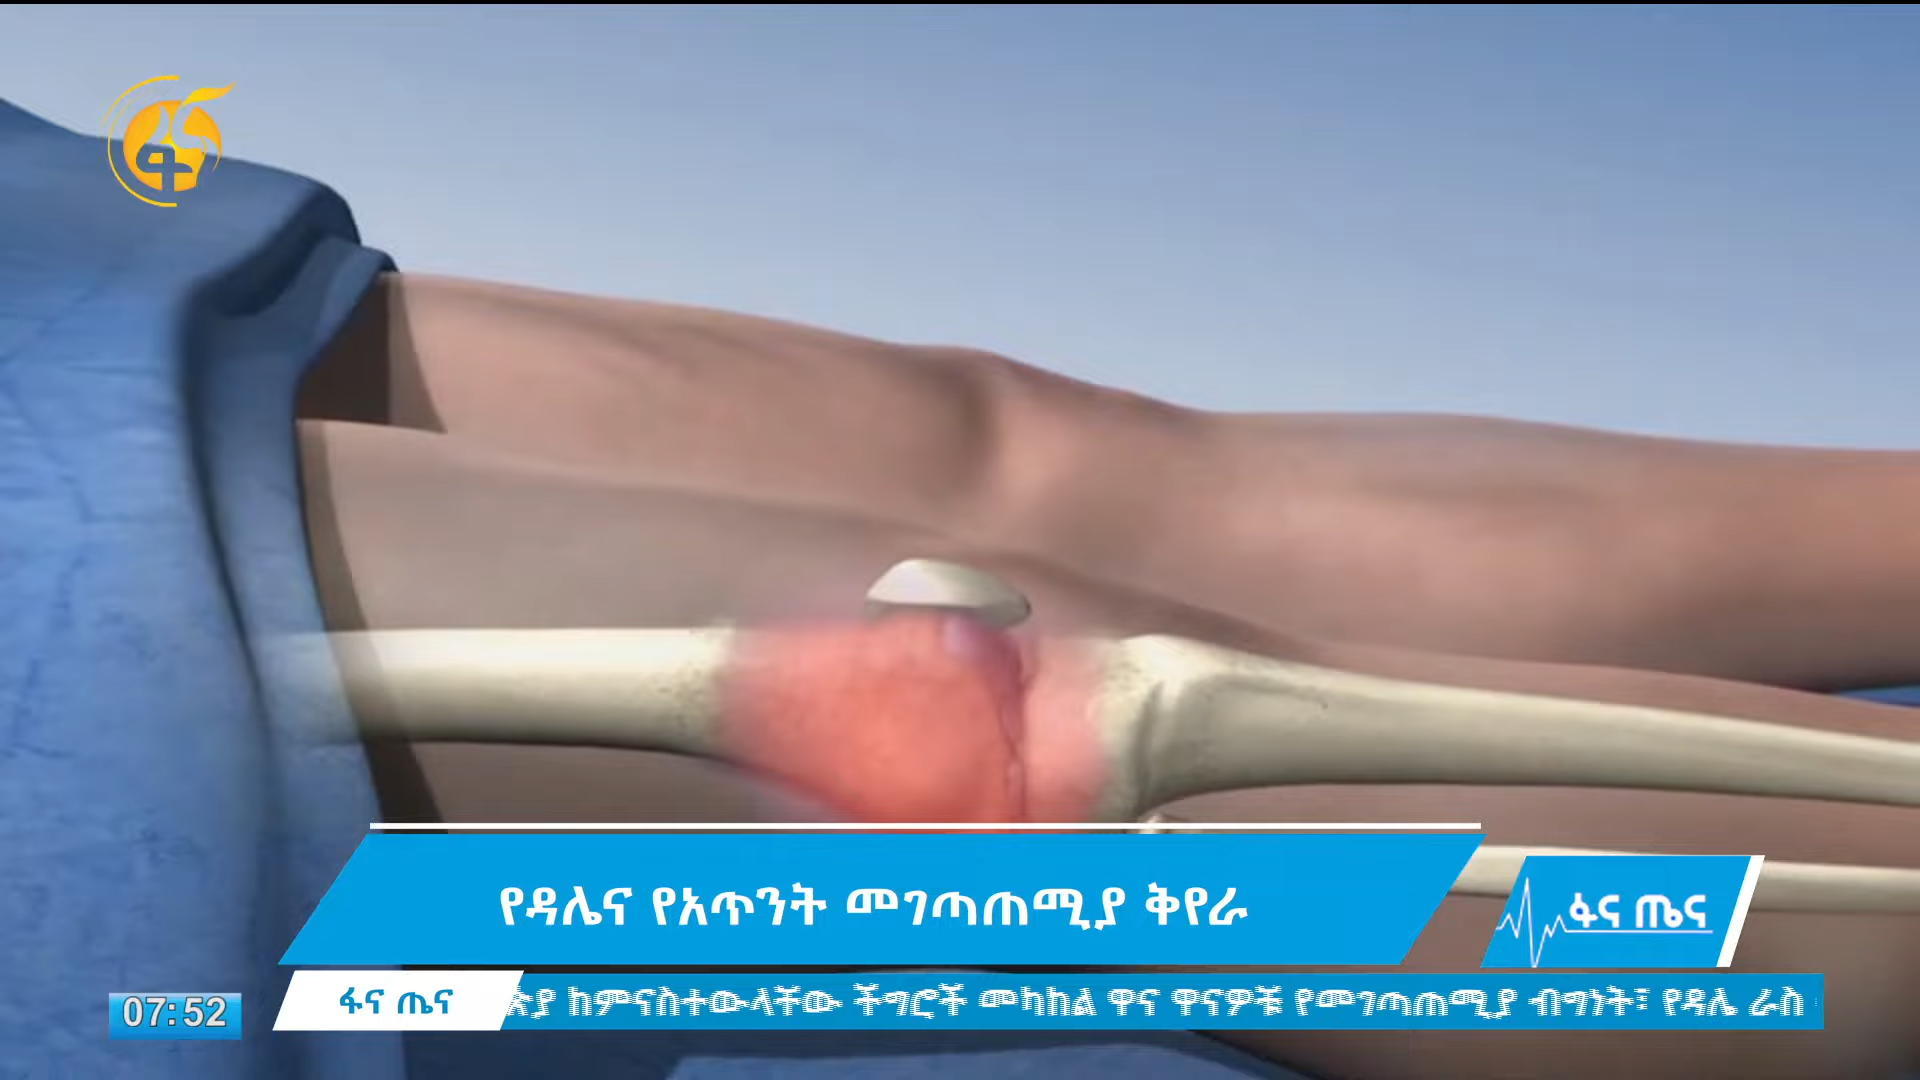 ፋና
የዳሌና የአጥንት መገጣጠሚያ ቅየራ
ፋና ጤና
07:52
ፋና ጤና
ከምናስተውላቸው ችግሮች መካከል ዋና ዋናዎቹ የመገጣጠሚያ ብግነት፣ የዳሌ ራስ